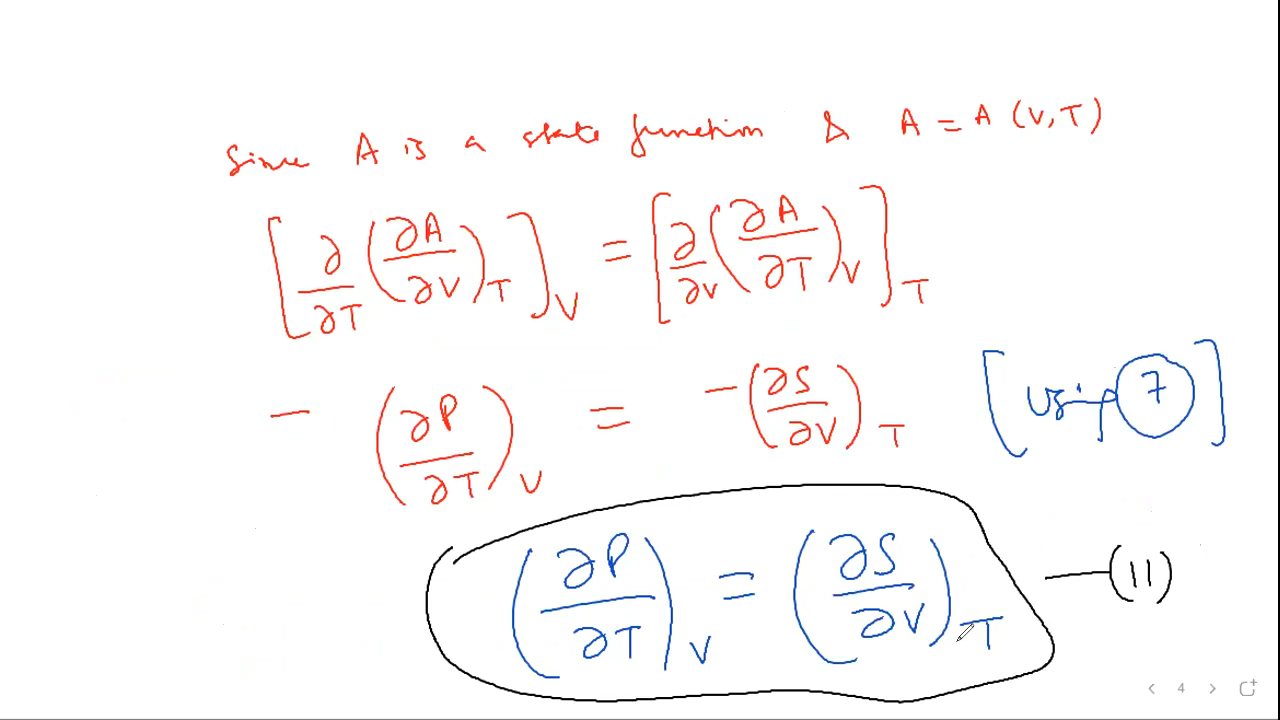 Since A is a state function & A = A (V,T)
[∂/∂T (∂A/∂V)_T]_V = [∂/∂V (∂A/∂T)_V]_T
- (∂P/∂T)_V = - (∂S/∂V)_T [using 7]
(∂P/∂T)_V = (∂S/∂V)_T —(11)
< 4 >